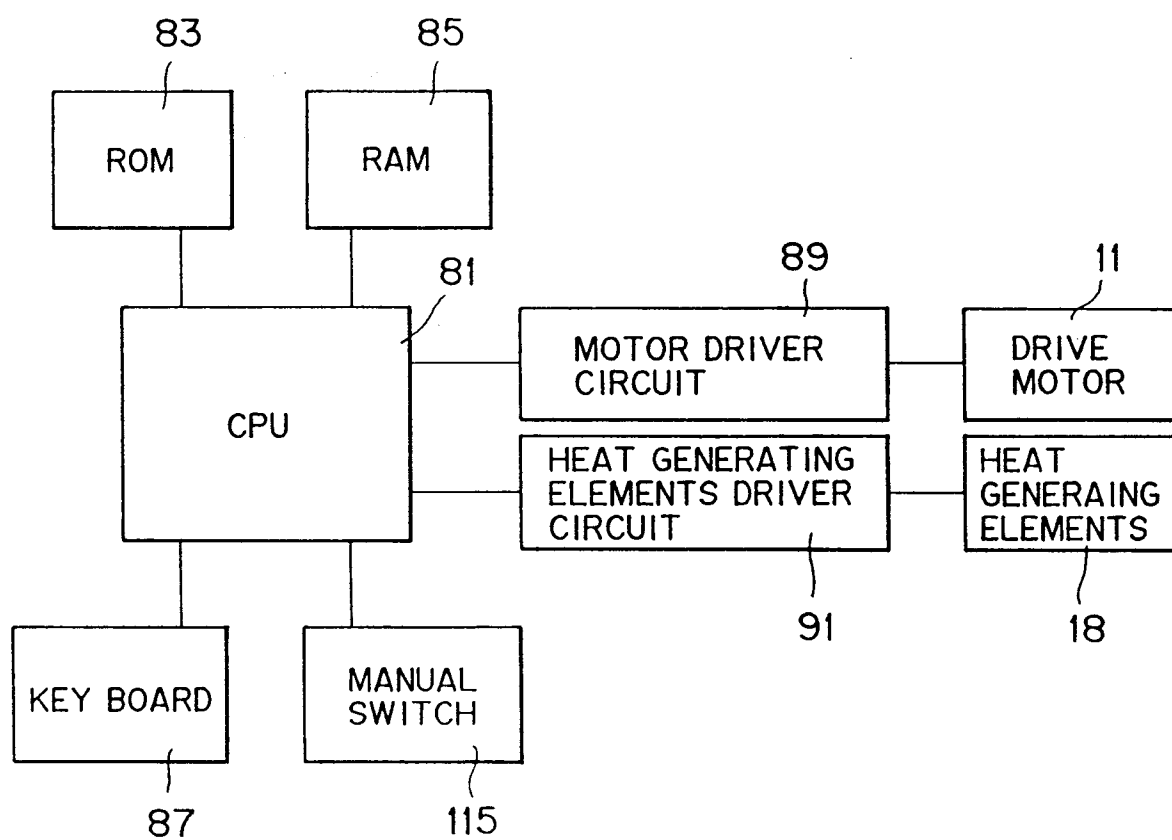 83
85
ROM
RAM
81
89
11
CPU
MOTOR DRIVER
CIRCUIT
DRIVE
MOTOR
HEAT GENERATING
ELEMENTS DRIVER
CIRCUIT
HEAT
GENERAING
ELEMENTS
91
18
KEY BOARD
MANUAL
SWITCH
87
115